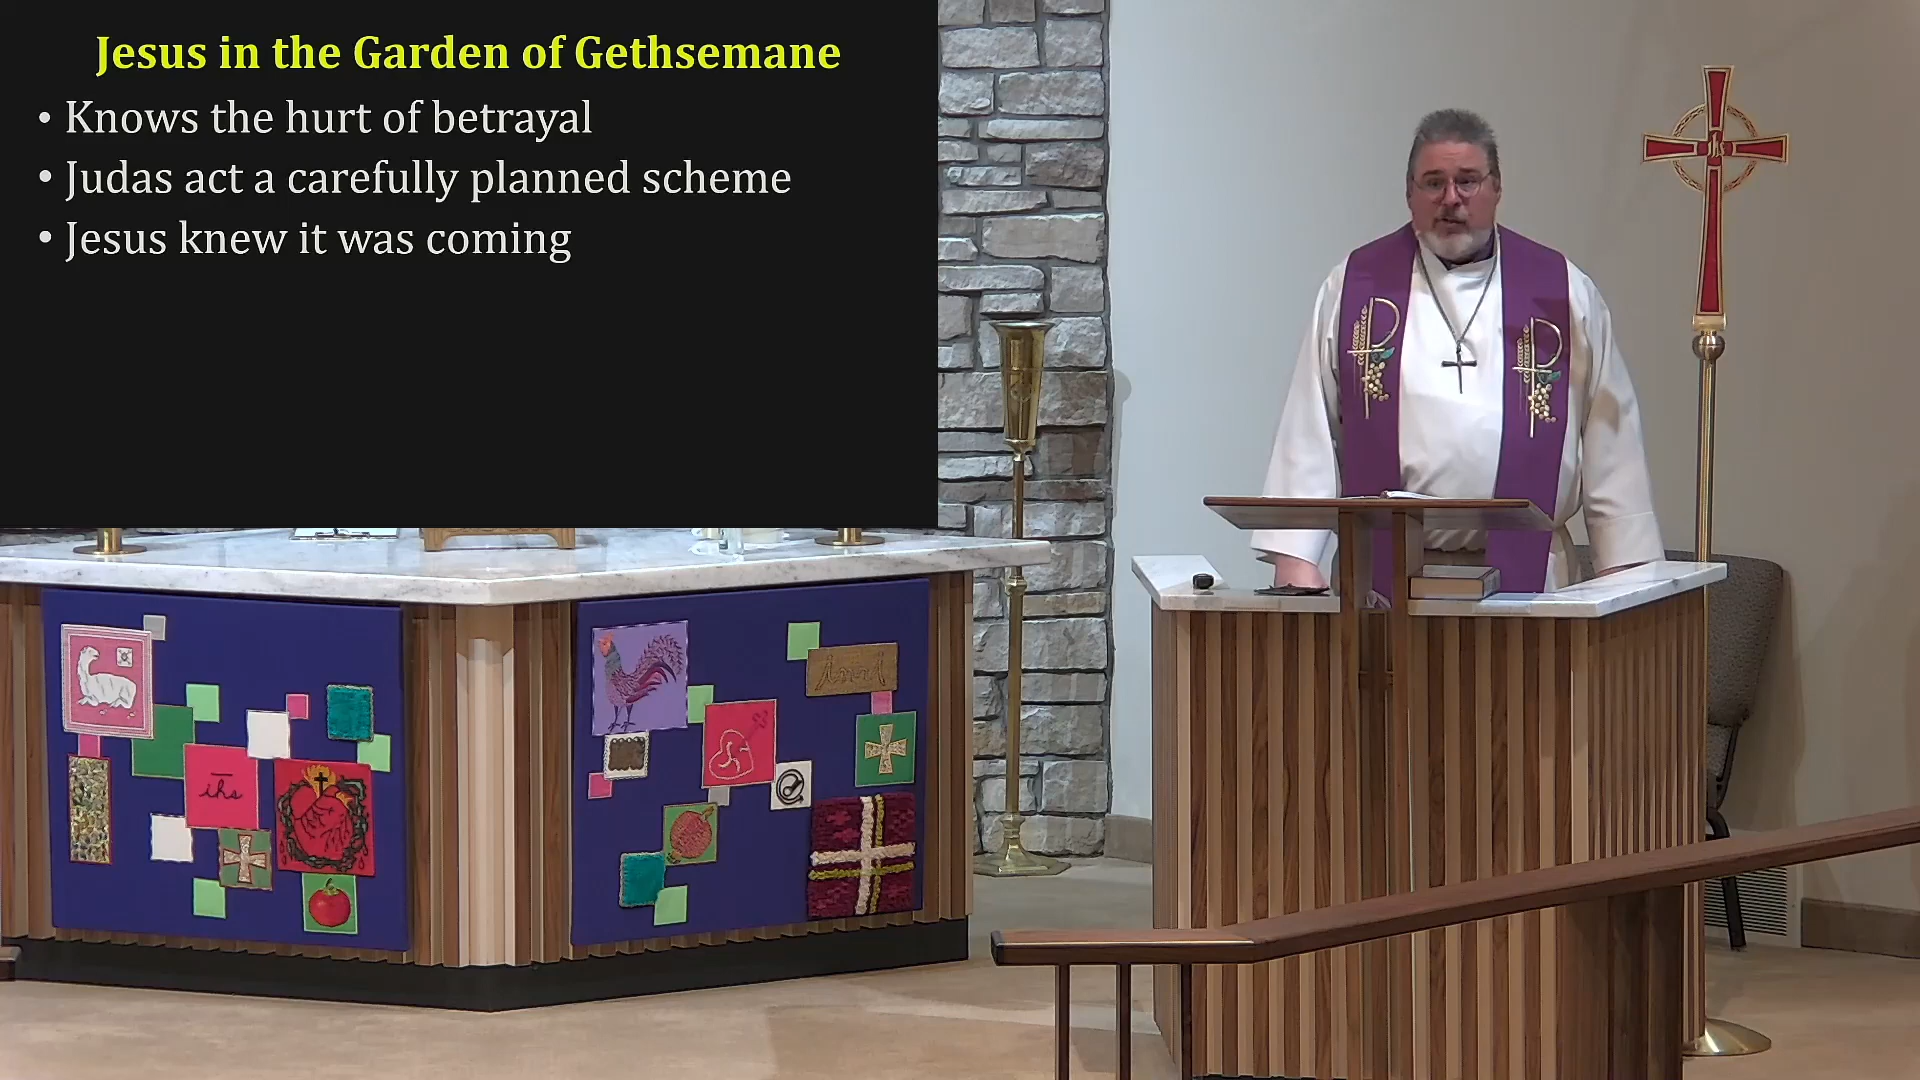 Jesus in the Garden of Gethsemane
• Knows the hurt of betrayal
• Judas act a carefully planned scheme
• Jesus knew it was coming
ihs